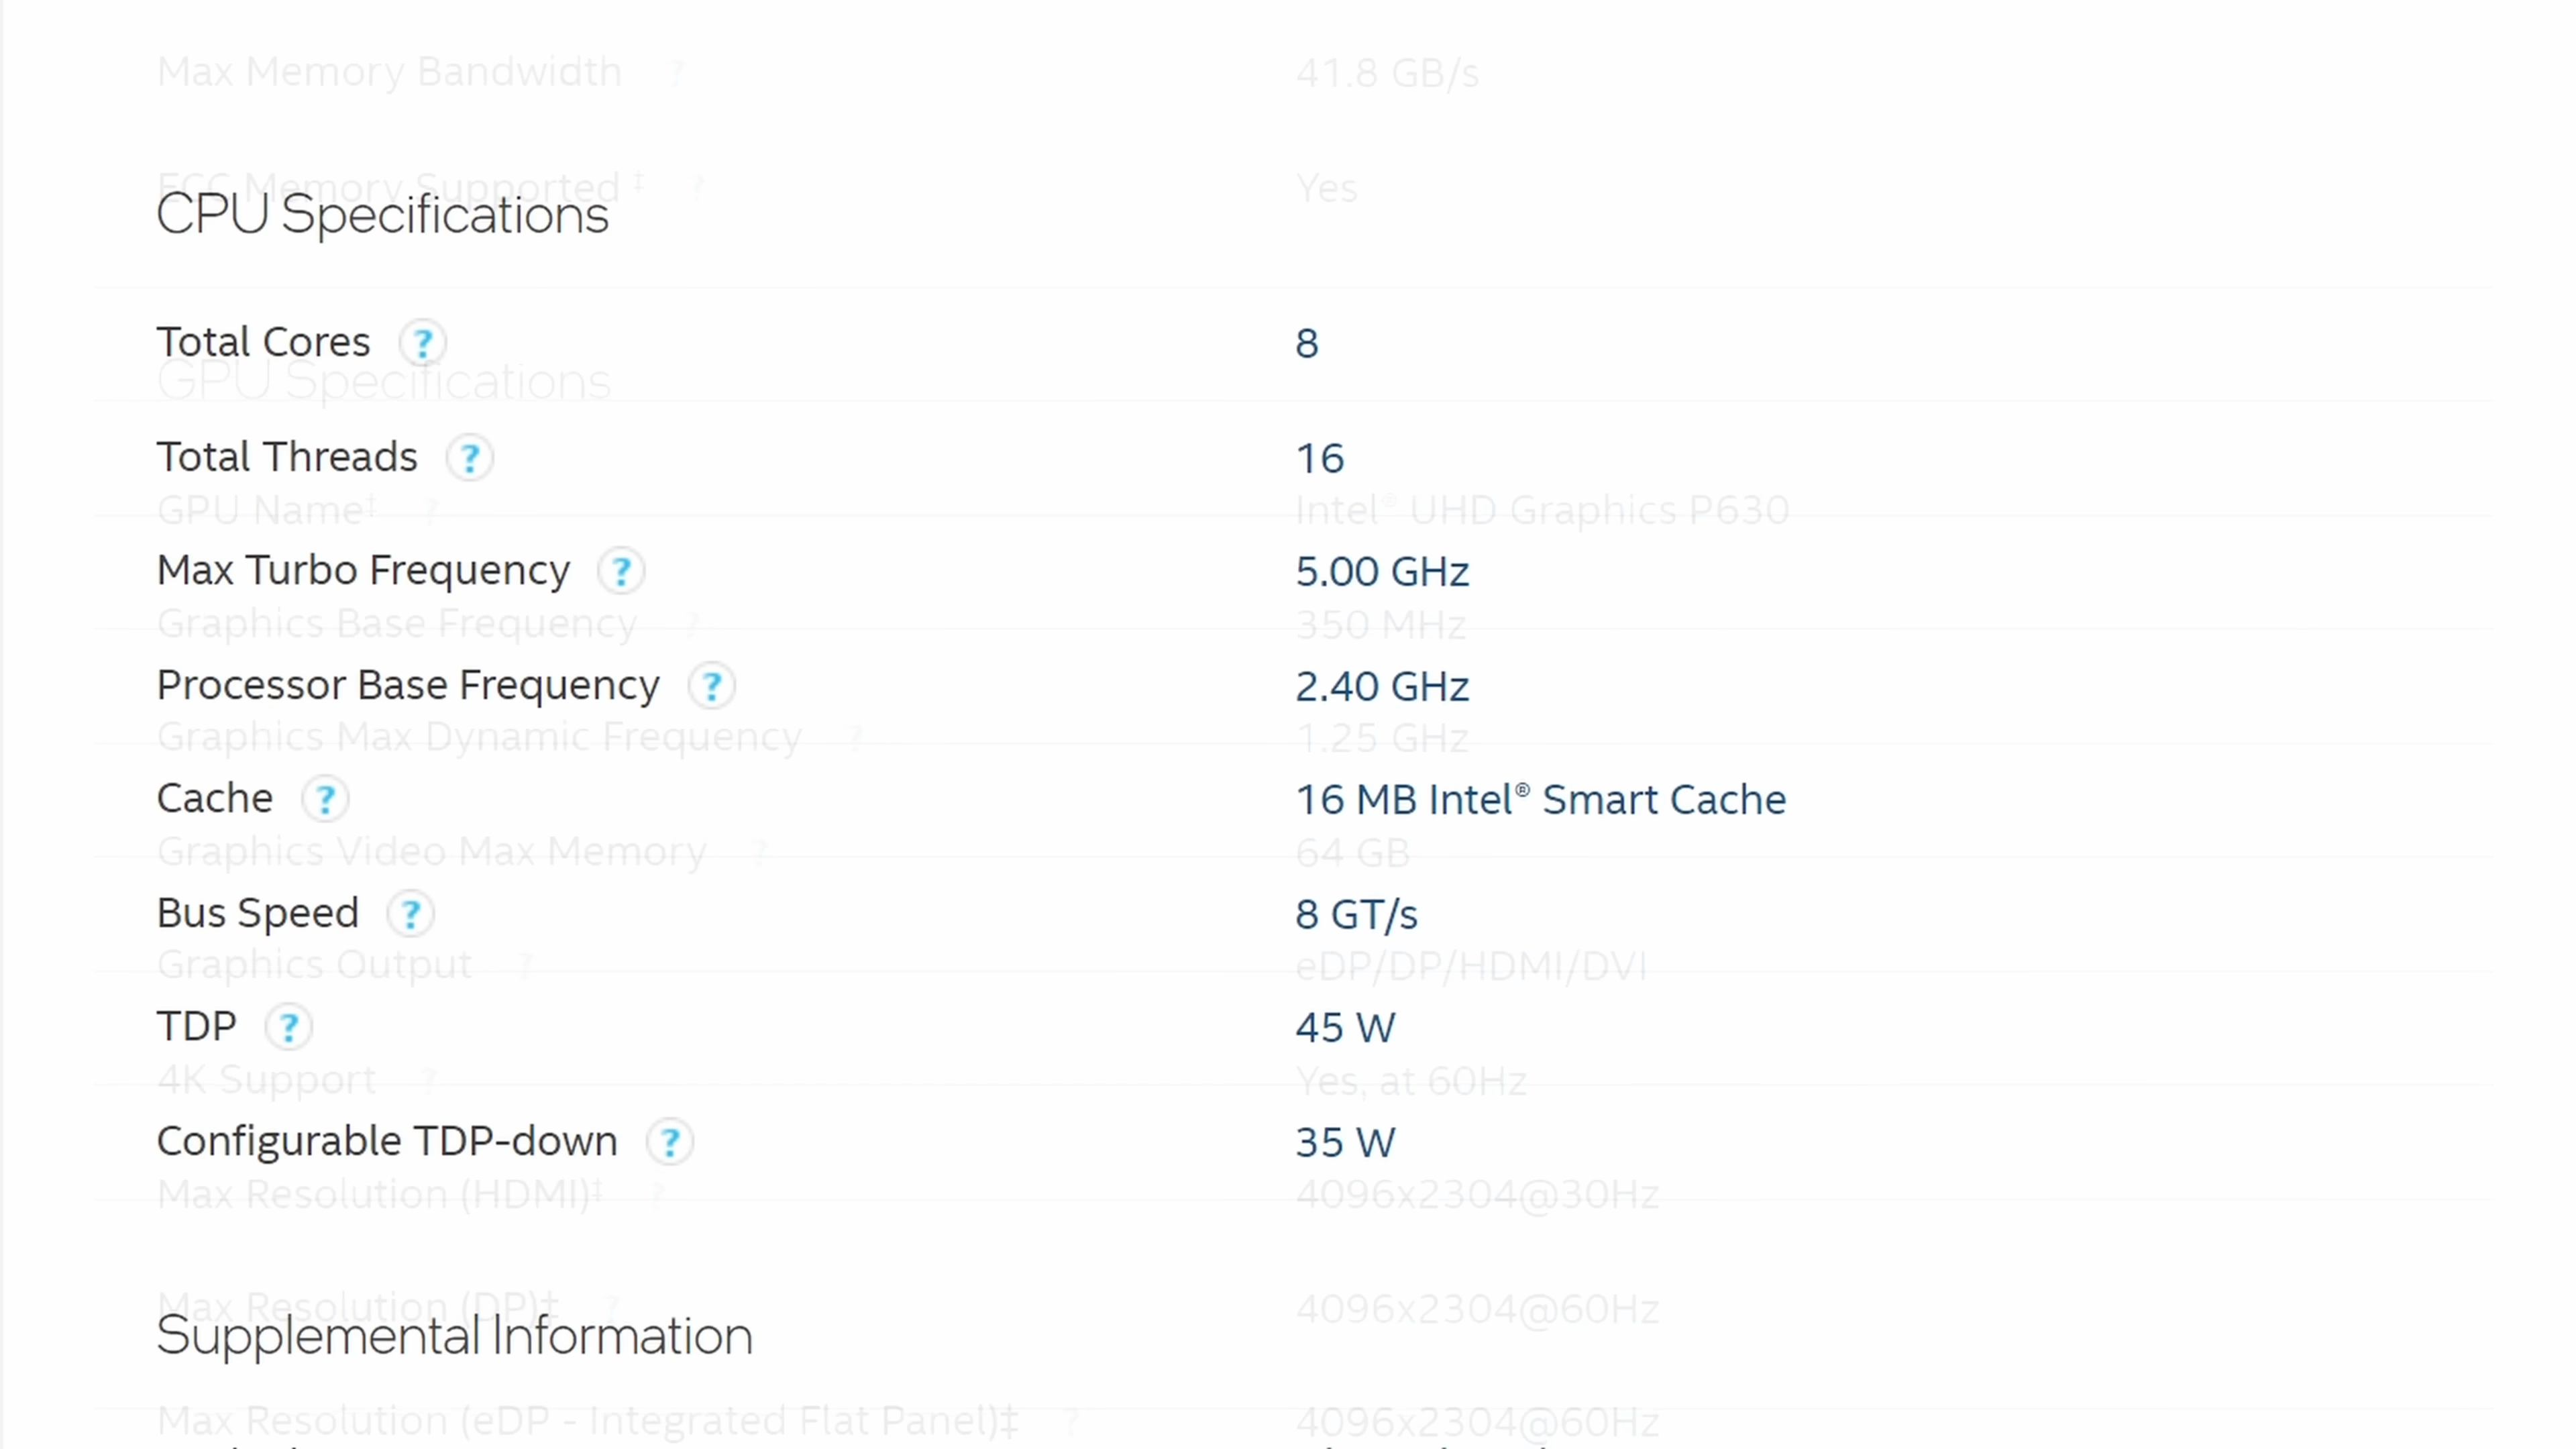 Max Memory Bandwidth ? 41.8 GB/s
ECC Memory Supported ‡ ? Yes
CPU Specifications
Total Cores ? 8
GPU Specifications
Total Threads ? 16
GPU Name‡ ? Intel® UHD Graphics P630
Max Turbo Frequency ? 5.00 GHz
Graphics Base Frequency ? 350 MHz
Processor Base Frequency ? 2.40 GHz
Graphics Max Dynamic Frequency ? 1.25 GHz
Cache ? 16 MB Intel® Smart Cache
Graphics Video Max Memory ? 64 GB
Bus Speed ? 8 GT/s
Graphics Output ? eDP/DP/HDMI/DVI
TDP ? 45 W
4K Support ? Yes, at 60Hz
Configurable TDP-down ? 35 W
Max Resolution (HDMI)‡ ? 4096x2304@30Hz
Max Resolution (DP)‡ ? 4096x2304@60Hz
Supplemental Information
Max Resolution (eDP - Integrated Flat Panel)‡ ? 4096x2304@60Hz